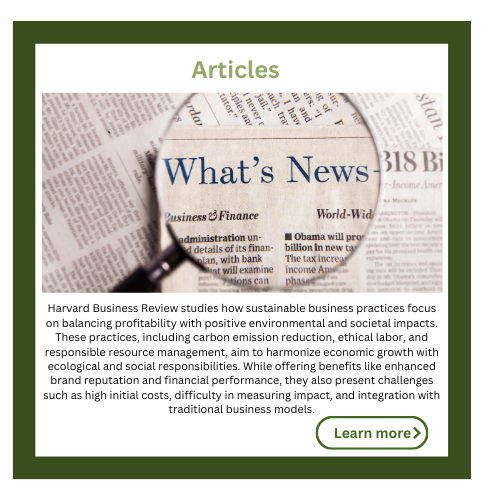 Articles
What's News
318 Bi
Business & Finance
World-Wid
administration un-
d details of its finan-
plan, with bank
at will examine
tions can
Obama will pro
billion in new ta
The tax increa
income Am
phase
Harvard Business Review studies how sustainable business practices focus
on balancing profitability with positive environmental and societal impacts.
These practices, including carbon emission reduction, ethical labor, and
responsible resource management, aim to harmonize economic growth with
ecological and social responsibilities. While offering benefits like enhanced
brand reputation and financial performance, they also present challenges
such as high initial costs, difficulty in measuring impact, and integration with
traditional business models.
Learn more